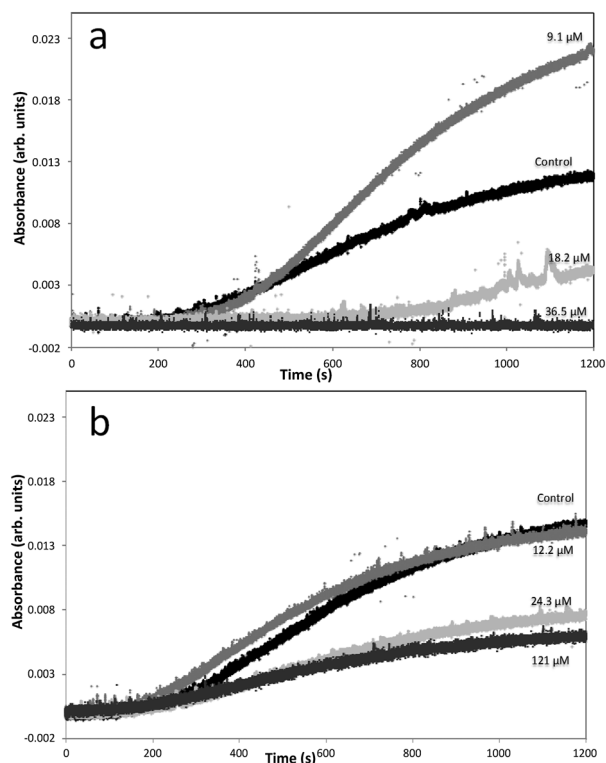 a
0.023
0.018
0.013
0.008
0.003
-0.002
Absorbance (arb. units)
9.1 µM
Control
18.2 µM
36.5 µM
0 200 400 600 800 1000 1200
Time (s)
b
0.023
0.018
0.013
0.008
0.003
-0.002
Absorbance (arb. units)
Control
12.2 µM
24.3 µM
121 µM
0 200 400 600 800 1000 1200
Time (s)